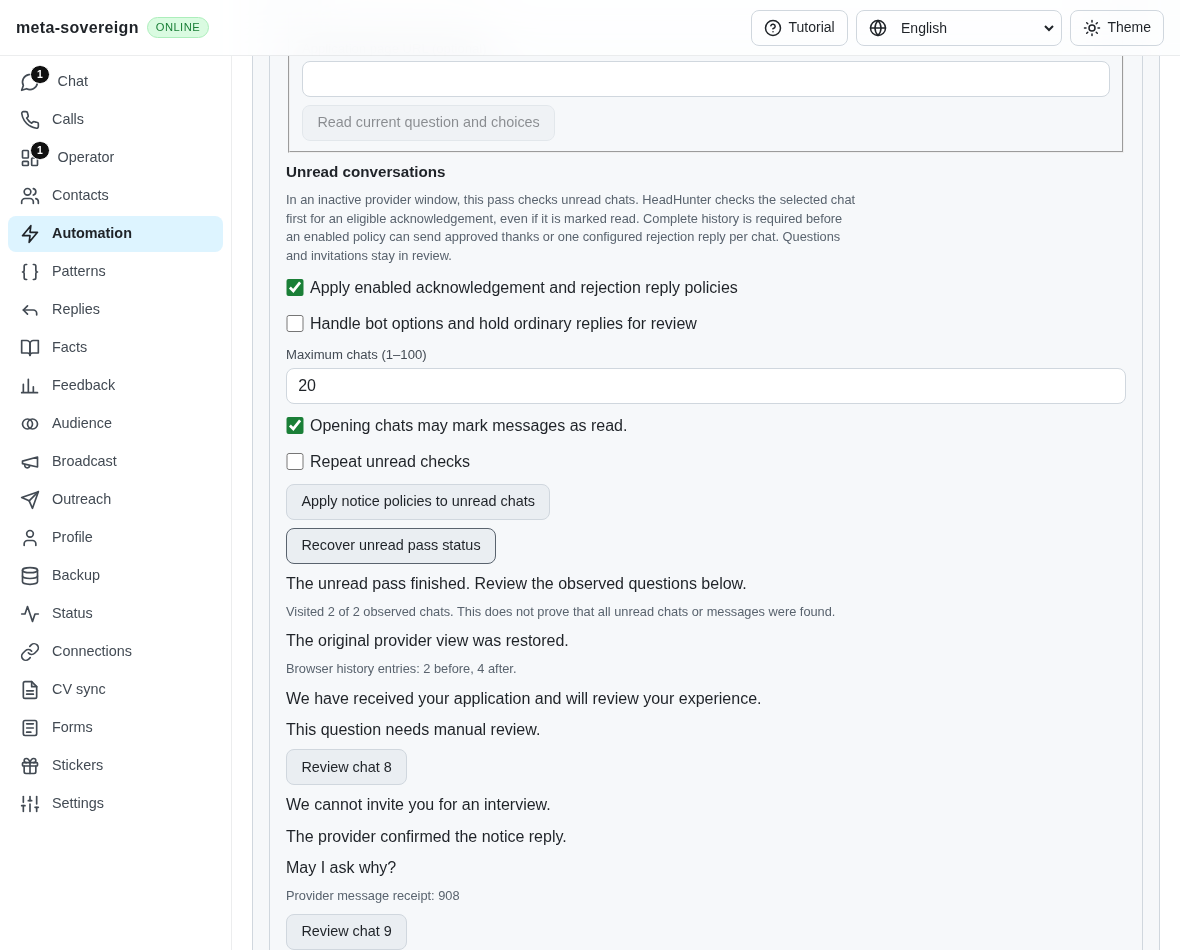 meta-sovereign
ONLINE
Tutorial
English
Theme
1
Chat
Calls
1
Operator
Contacts
Automation
Patterns
Replies
Facts
Feedback
Audience
Broadcast
Outreach
Profile
Backup
Status
Connections
CV sync
Forms
Stickers
Settings
Read current question and choices
Unread conversations
In an inactive provider window, this pass checks unread chats. HeadHunter checks the selected chat
first for an eligible acknowledgement, even if it is marked read. Complete history is required before
an enabled policy can send approved thanks or one configured rejection reply per chat. Questions
and invitations stay in review.
Apply enabled acknowledgement and rejection reply policies
Handle bot options and hold ordinary replies for review
Maximum chats (1–100)
20
Opening chats may mark messages as read.
Repeat unread checks
Apply notice policies to unread chats
Recover unread pass status
The unread pass finished. Review the observed questions below.
Visited 2 of 2 observed chats. This does not prove that all unread chats or messages were found.
The original provider view was restored.
Browser history entries: 2 before, 4 after.
We have received your application and will review your experience.
This question needs manual review.
Review chat 8
We cannot invite you for an interview.
The provider confirmed the notice reply.
May I ask why?
Provider message receipt: 908
Review chat 9